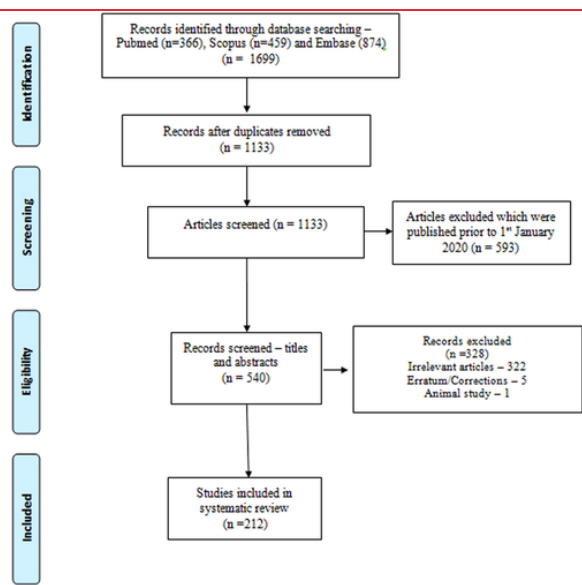 Identification
Records identified through database searching –
Pubmed (n=366), Scopus (n=459) and Embase (874)
(n = 1699)
Records after duplicates removed
(n = 1133)
Screening
Articles screened (n = 1133)
Articles excluded which were
published prior to 1st January
2020 (n = 593)
Eligibility
Records screened – titles
and abstracts
(n = 540)
Records excluded
(n =328)
Irrelevant articles – 322
Erratum/Corrections – 5
Animal study – 1
Included
Studies included in
systematic review
(n =212)